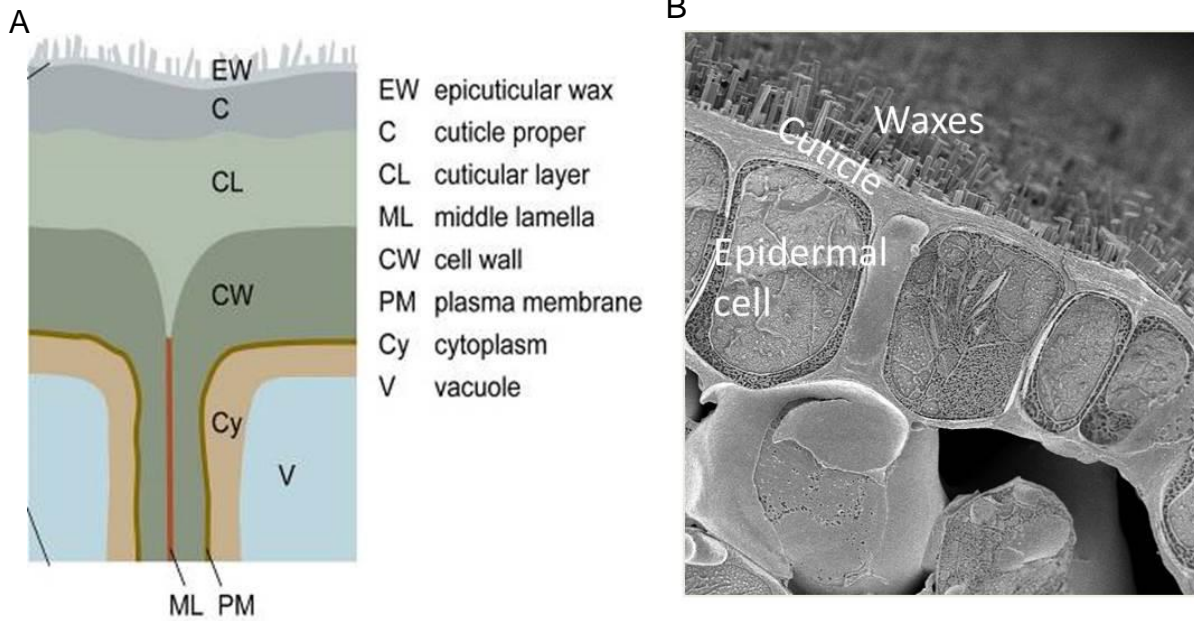 A
EW
C
CL
CW
Cy
V
ML PM
EW epicuticular wax
C cuticle proper
CL cuticular layer
ML middle lamella
CW cell wall
PM plasma membrane
Cy cytoplasm
V vacuole
B
Waxes
Cuticle
Epidermal
cell